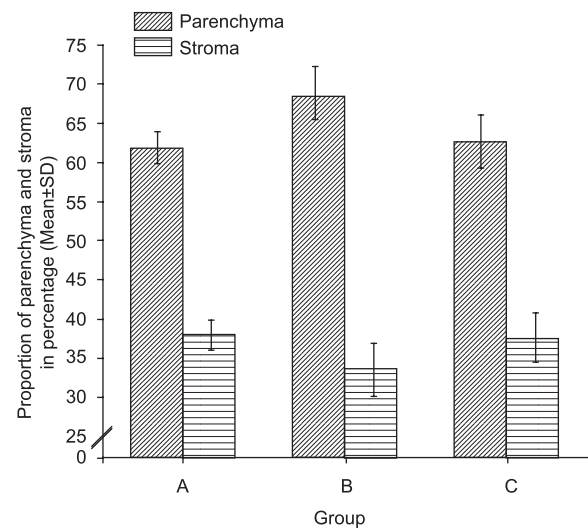 Parenchyma
Stroma
Proportion of parenchyma and stroma
in percentage (Mean±SD)
75
70
65
60
55
50
45
40
35
30
25
0
A B C
Group